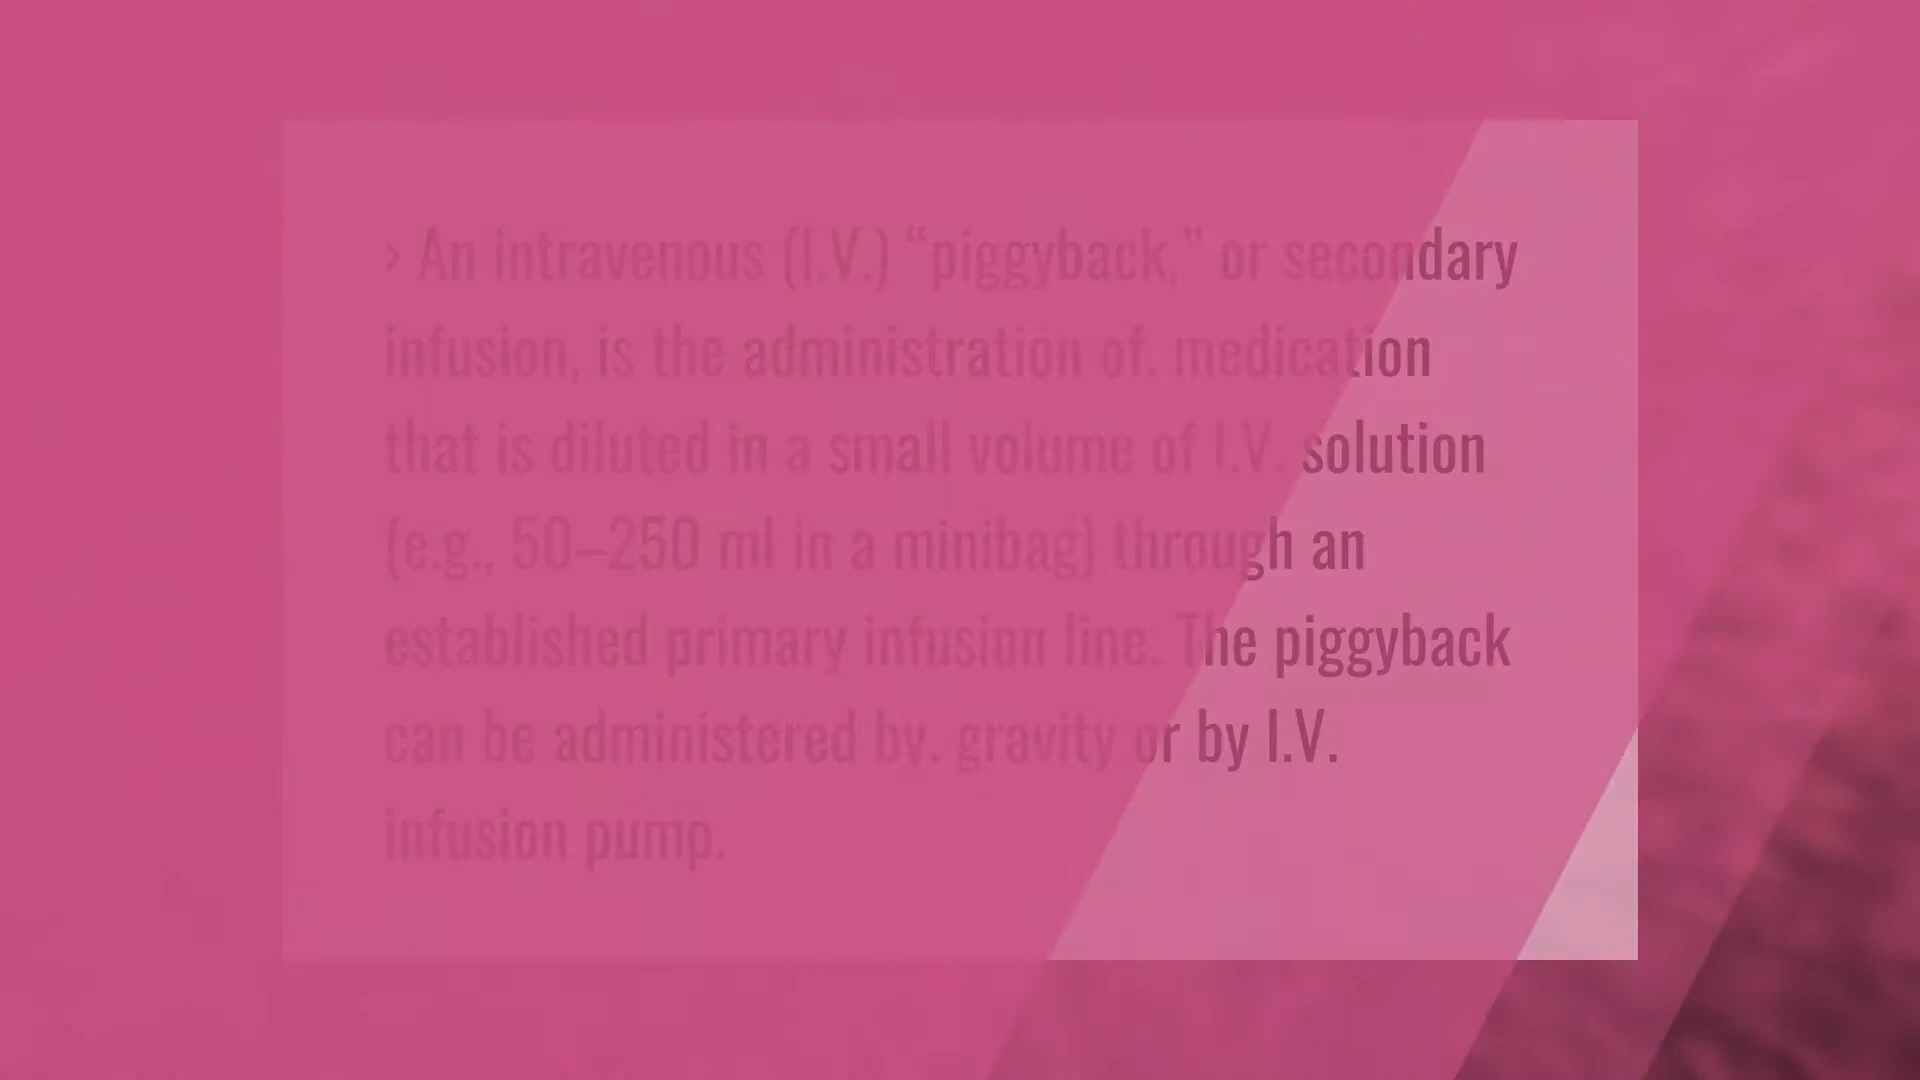 › An intravenous (I.V.) “piggyback,” or secondary
infusion, is the administration of. medication
that is diluted in a small volume of I.V. solution
(e.g., 50–250 ml in a minibag) through an
established primary infusion line. The piggyback
can be administered by. gravity or by I.V.
infusion pump.